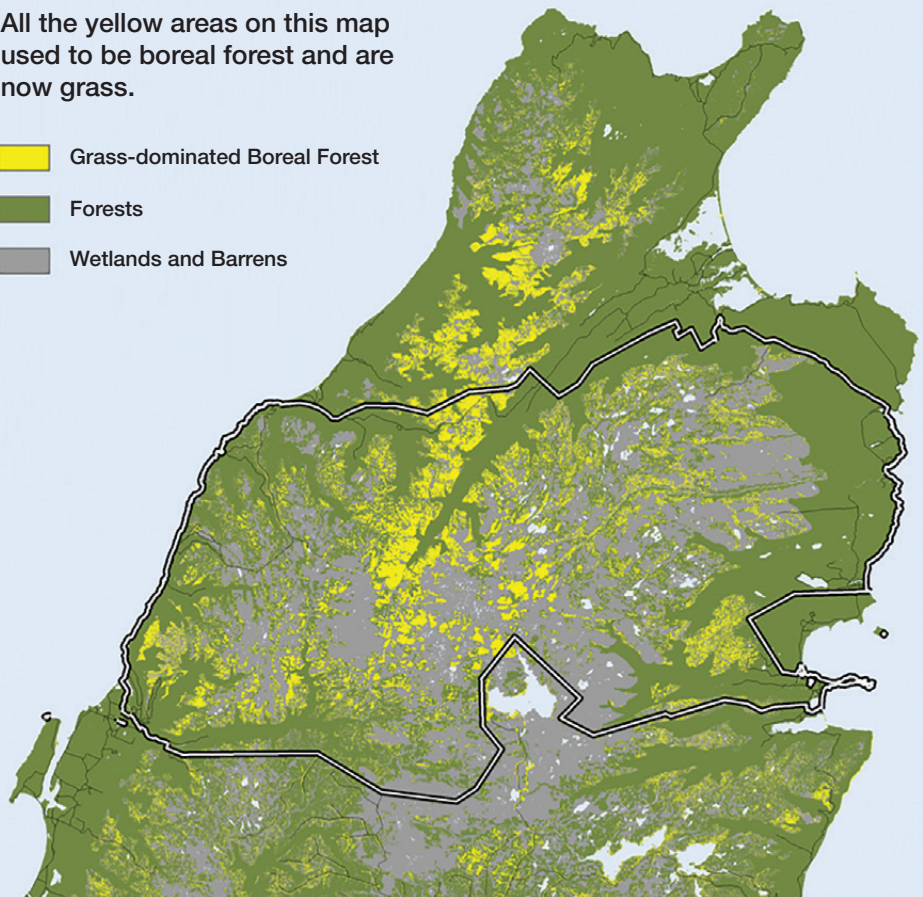 All the yellow areas on this map
used to be boreal forest and are
now grass.
Grass-dominated Boreal Forest
Forests
Wetlands and Barrens